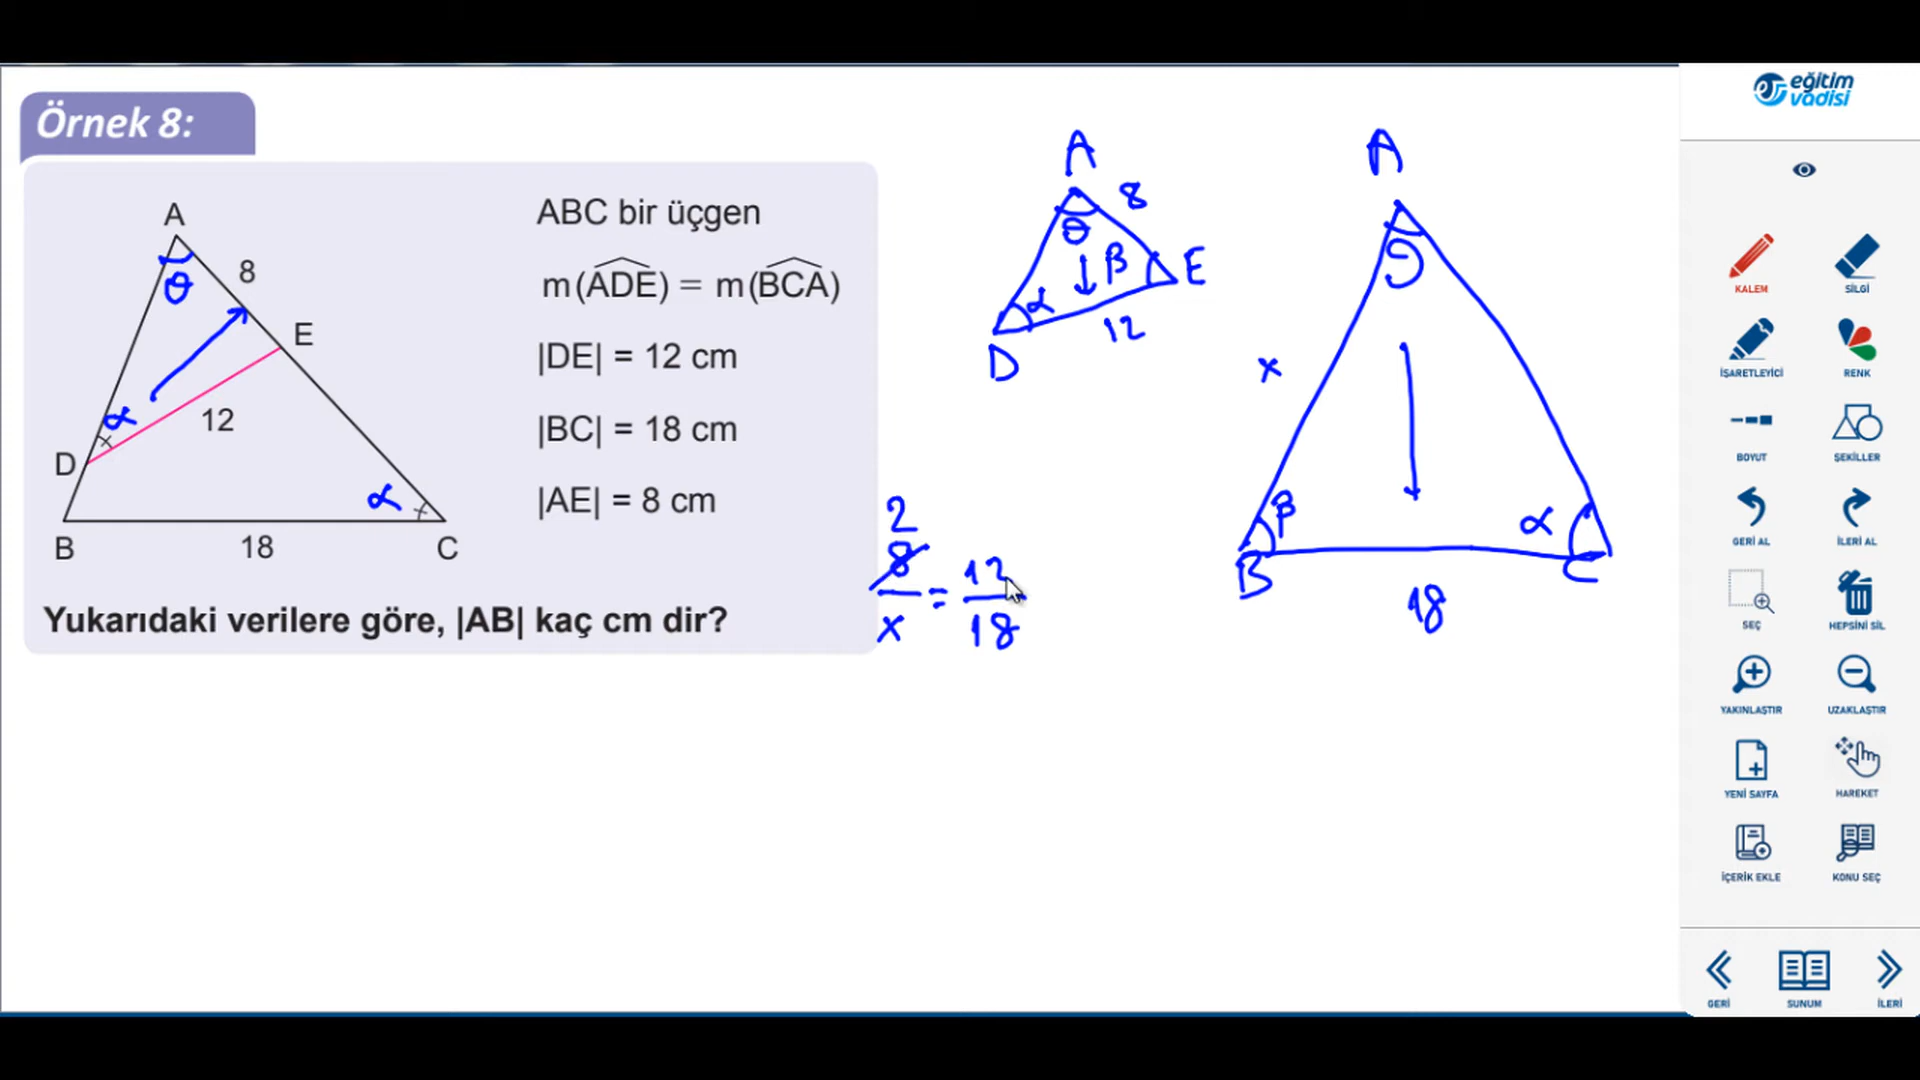 Örnek 8:
A
θ
8
E
α
12
D
α
B
18
C
ABC bir üçgen
m(ADE) = m(BCA)
|DE| = 12 cm
|BC| = 18 cm
|AE| = 8 cm
Yukarıdaki verilere göre, |AB| kaç cm dir?
A
8
θ
β
E
α
12
D
A
x
β
α
B
C
18
2
8
12
=
x
18
eğitim
vadisi
KALEM
SİLGİ
İŞARETLEYİCİ
RENK
BOYUT
ŞEKİLLER
GERİ AL
İLERİ AL
SEÇ
HEPSİNİ SİL
YAKINLAŞTIR
UZAKLAŞTIR
YENİ SAYFA
HAREKET
İÇERİK EKLE
KONU SEÇ
GERİ
SUNUM
İLERİ